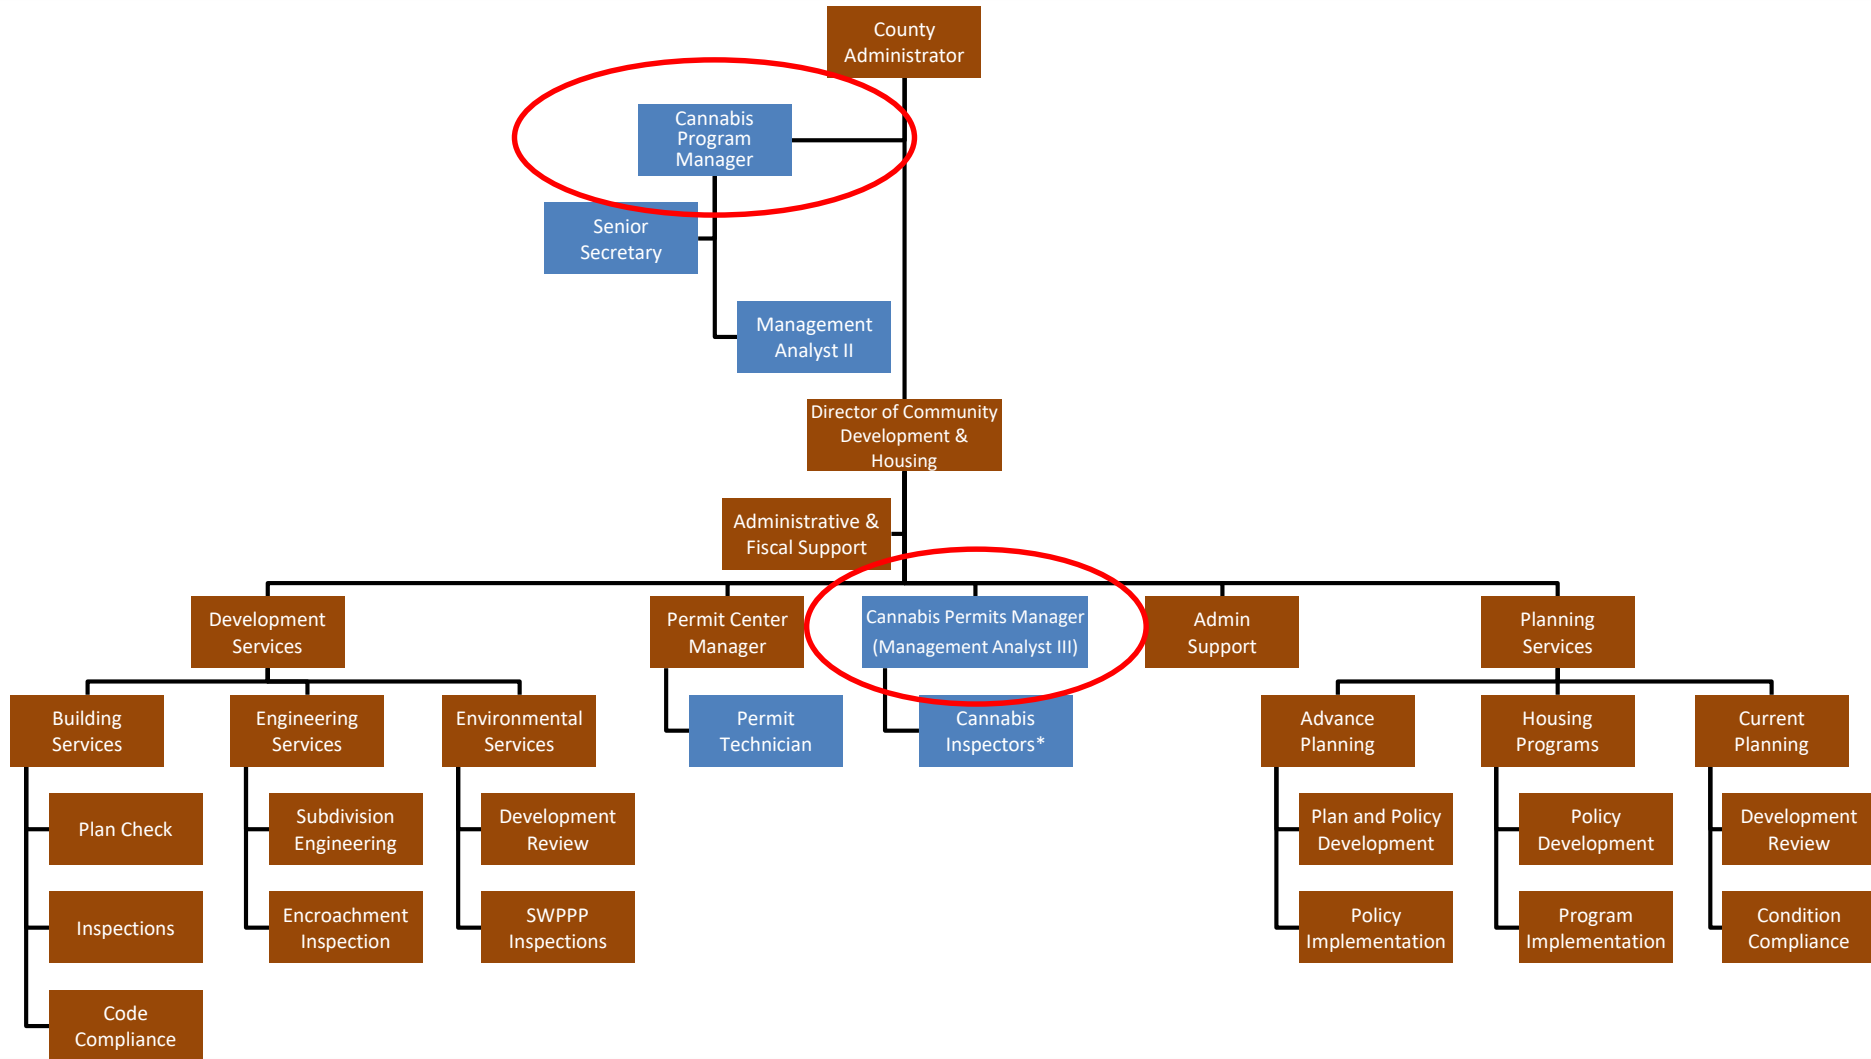 County
Administrator
Cannabis
Program
Manager
Senior
Secretary
Management
Analyst II
Director of Community
Development &
Housing
Administrative &
Fiscal Support
Development
Services
Permit Center
Manager
Cannabis Permits Manager
(Management Analyst III)
Admin
Support
Planning
Services
Building
Services
Engineering
Services
Environmental
Services
Permit
Technician
Cannabis
Inspectors*
Advance
Planning
Housing
Programs
Current
Planning
Plan Check
Subdivision
Engineering
Development
Review
Plan and Policy
Development
Policy
Development
Development
Review
Inspections
Encroachment
Inspection
SWPPP
Inspections
Policy
Implementation
Program
Implementation
Condition
Compliance
Code
Compliance